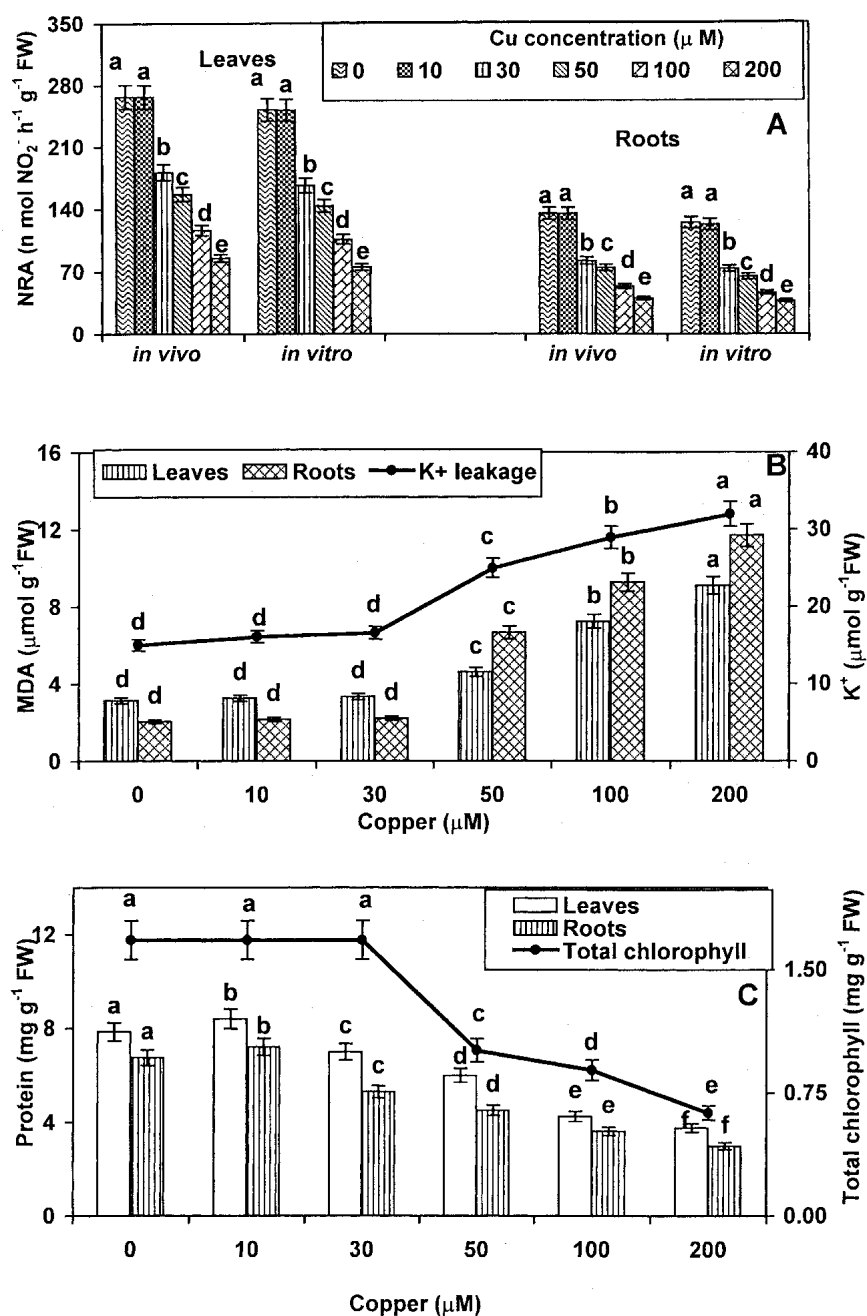 350
280
210
140
70
0
NRA (n mol NO₂⁻ h⁻¹ g⁻¹ FW)
Leaves
Cu concentration (μ M)
0 10 30 50 100 200
A
Roots
a a b c d e
a a b c d e
a a b c d e
a a b c d e
in vivo in vitro in vivo in vitro
16
12
8
4
0
MDA (μmol g⁻¹FW)
Leaves Roots K+ leakage
B
40
30
20
10
0
K⁺ (μmol g⁻¹FW)
d d d c b a
d d d c b a
d d d c b a
0 10 30 50 100 200
Copper (μM)
12
8
4
0
Protein (mg g⁻¹ FW)
Leaves
Roots
Total chlorophyll
C
1.50
0.75
0.00
Total chlorophyll (mg g⁻¹ FW)
a a a c d e
a b c d e f
a b c d e f
0 10 30 50 100 200
Copper (μM)